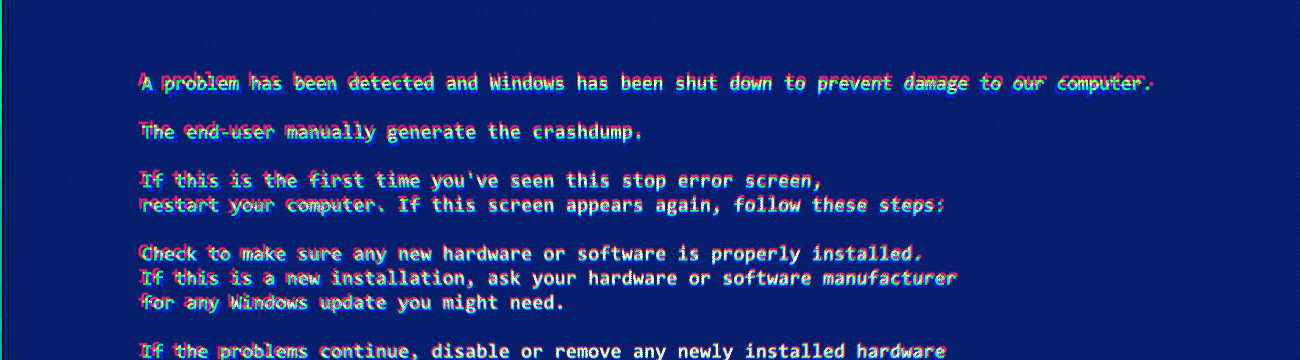 A problem has been detected and Windows has been shut down to prevent damage to our computer.
The end-user manually generate the crashdump.
If this is the first time you've seen this stop error screen,
restart your computer. If this screen appears again, follow these steps:
Check to make sure any new hardware or software is properly installed.
If this is a new installation, ask your hardware or software manufacturer
for any Windows update you might need.
If the problems continue, disable or remove any newly installed hardware